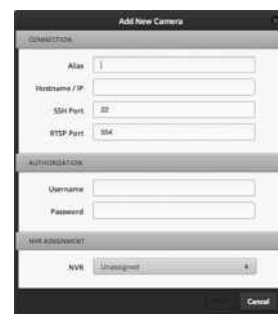 Add New Camera
CONNECTION
Alias
Hostname / IP
SSH Port 22
RTSP Port 554
AUTHORIZATION
Username
Password
NVR ASSIGNMENT
NVR Unassigned
Cancel